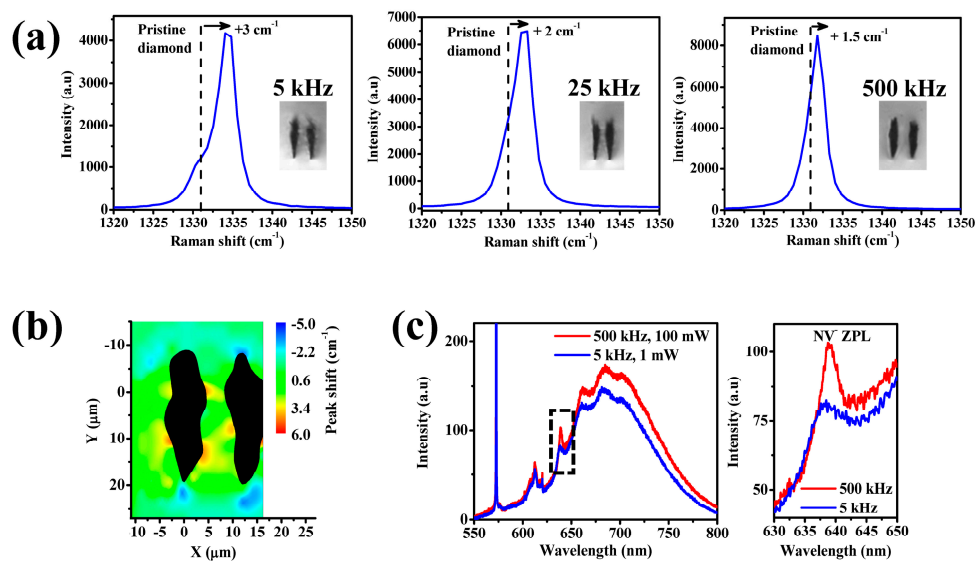 (a)
Pristine
diamond
+3 cm⁻¹
5 kHz
Intensity (a.u)
4000
3000
2000
1000
0
1320 1325 1330 1335 1340 1345 1350
Raman shift (cm⁻¹)
Pristine
diamond
+ 2 cm⁻¹
25 kHz
Intensity (a.u)
7000
6000
5000
4000
3000
2000
1000
0
1320 1325 1330 1335 1340 1345 1350
Raman shift (cm⁻¹)
Pristine
diamond
+ 1.5 cm⁻¹
500 kHz
Intensity (a.u)
8000
6000
4000
2000
0
1320 1325 1330 1335 1340 1345 1350
Raman shift (cm⁻¹)
(b)
Y (μm)
-10
0
10
20
-10 -5 0 5 10 15 20 25
X (μm)
-5.0
-2.2
0.6
3.4
6.0
Peak shift (cm⁻¹)
(c)
500 kHz, 100 mW
5 kHz, 1 mW
Intensity (a.u)
200
100
0
550 600 650 700 750 800
Wavelength (nm)
NV⁻ ZPL
Intensity (a.u)
100
75
50
500 kHz
5 kHz
630 635 640 645 650
Wavelength (nm)